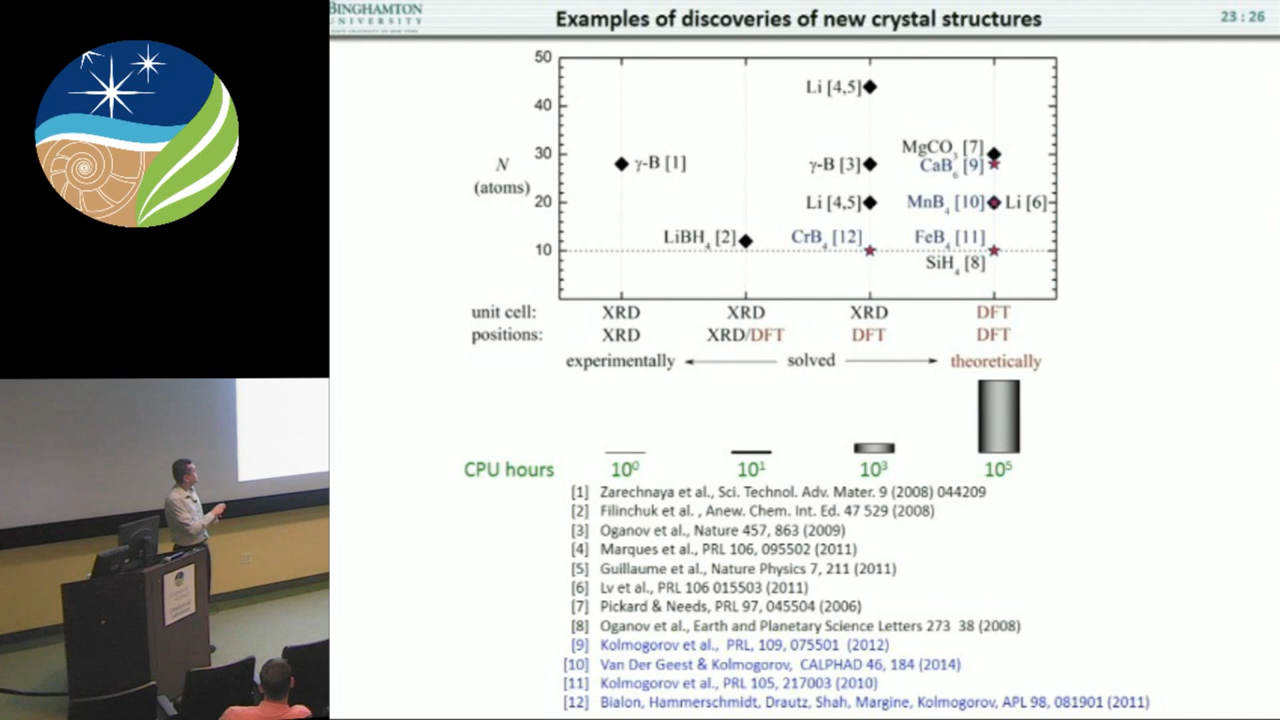 BINGHAMTON
UNIVERSITY
Examples of discoveries of new crystal structures
23 : 26
50
40
30
20
10
N
(atoms)
Li [4,5]
MgCO3 [7]
γ-B [1]
γ-B [3]
CaB6 [9]
Li [4,5]
MnB4 [10]
Li [6]
LiBH4 [2]
CrB4 [12]
FeB4 [11]
SiH4 [8]
unit cell: XRD XRD XRD DFT
positions: XRD XRD/DFT DFT DFT
experimentally solved theoretically
CPU hours 10⁰ 10¹ 10³ 10⁵
[1] Zarechnaya et al., Sci. Technol. Adv. Mater. 9 (2008) 044209
[2] Filinchuk et al. , Anew. Chem. Int. Ed. 47 529 (2008)
[3] Oganov et al., Nature 457, 863 (2009)
[4] Marques et al., PRL 106, 095502 (2011)
[5] Guillaume et al., Nature Physics 7, 211 (2011)
[6] Lv et al., PRL 106 015503 (2011)
[7] Pickard & Needs, PRL 97, 045504 (2006)
[8] Oganov et al., Earth and Planetary Science Letters 273 38 (2008)
[9] Kolmogorov et al., PRL, 109, 075501 (2012)
[10] Van Der Geest & Kolmogorov, CALPHAD 46, 184 (2014)
[11] Kolmogorov et al., PRL 105, 217003 (2010)
[12] Bialon, Hammerschmidt, Drautz, Shah, Margine, Kolmogorov, APL 98, 081901 (2011)